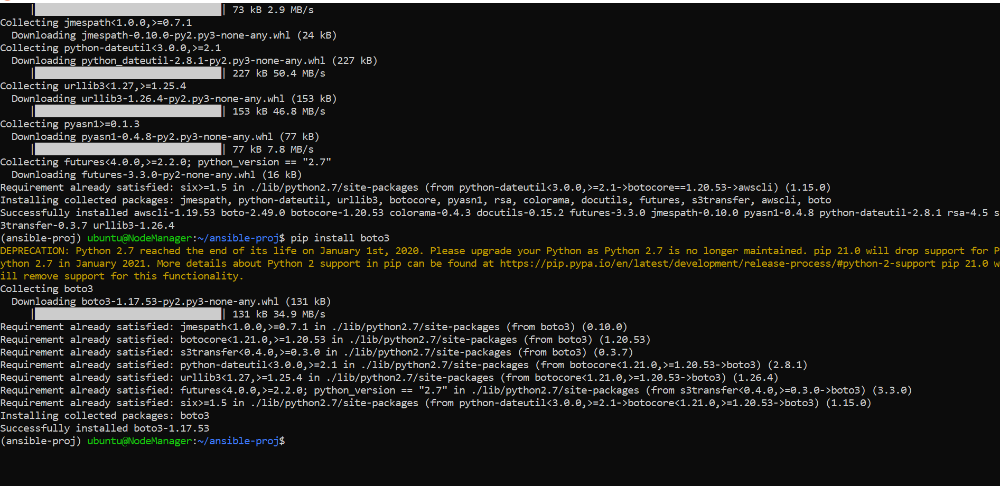 | | 73 kB 2.9 MB/s
Collecting jmespath<1.0.0,>=0.7.1
  Downloading jmespath-0.10.0-py2.py3-none-any.whl (24 kB)
Collecting python-dateutil<3.0.0,>=2.1
  Downloading python_dateutil-2.8.1-py2.py3-none-any.whl (227 kB)
| | 227 kB 50.4 MB/s
Collecting urllib3<1.27,>=1.25.4
  Downloading urllib3-1.26.4-py2.py3-none-any.whl (153 kB)
| | 153 kB 46.8 MB/s
Collecting pyasn1>=0.1.3
  Downloading pyasn1-0.4.8-py2.py3-none-any.whl (77 kB)
| | 77 kB 7.8 MB/s
Collecting futures<4.0.0,>=2.2.0; python_version == "2.7"
  Downloading futures-3.3.0-py2-none-any.whl (16 kB)
Requirement already satisfied: six>=1.5 in ./lib/python2.7/site-packages (from python-dateutil<3.0.0,>=2.1->botocore==1.20.53->awscli) (1.15.0)
Installing collected packages: jmespath, python-dateutil, urllib3, botocore, pyasn1, rsa, colorama, docutils, futures, s3transfer, awscli, boto
Successfully installed awscli-1.19.53 boto-2.49.0 botocore-1.20.53 colorama-0.4.3 docutils-0.15.2 futures-3.3.0 jmespath-0.10.0 pyasn1-0.4.8 python-dateutil-2.8.1 rsa-4.5 s
3transfer-0.3.7 urllib3-1.26.4
(ansible-proj) ubuntu@NodeManager:~/ansible-proj$ pip install boto3
DEPRECATION: Python 2.7 reached the end of its life on January 1st, 2020. Please upgrade your Python as Python 2.7 is no longer maintained. pip 21.0 will drop support for P
ython 2.7 in January 2021. More details about Python 2 support in pip can be found at https://pip.pypa.io/en/latest/development/release-process/#python-2-support pip 21.0 w
ill remove support for this functionality.
Collecting boto3
  Downloading boto3-1.17.53-py2.py3-none-any.whl (131 kB)
| | 131 kB 34.9 MB/s
Requirement already satisfied: jmespath<1.0.0,>=0.7.1 in ./lib/python2.7/site-packages (from boto3) (0.10.0)
Requirement already satisfied: botocore<1.21.0,>=1.20.53 in ./lib/python2.7/site-packages (from boto3) (1.20.53)
Requirement already satisfied: s3transfer<0.4.0,>=0.3.0 in ./lib/python2.7/site-packages (from boto3) (0.3.7)
Requirement already satisfied: python-dateutil<3.0.0,>=2.1 in ./lib/python2.7/site-packages (from botocore<1.21.0,>=1.20.53->boto3) (2.8.1)
Requirement already satisfied: urllib3<1.27,>=1.25.4 in ./lib/python2.7/site-packages (from botocore<1.21.0,>=1.20.53->boto3) (1.26.4)
Requirement already satisfied: futures<4.0.0,>=2.2.0; python_version == "2.7" in ./lib/python2.7/site-packages (from s3transfer<0.4.0,>=0.3.0->boto3) (3.3.0)
Requirement already satisfied: six>=1.5 in ./lib/python2.7/site-packages (from python-dateutil<3.0.0,>=2.1->botocore<1.21.0,>=1.20.53->boto3) (1.15.0)
Installing collected packages: boto3
Successfully installed boto3-1.17.53
(ansible-proj) ubuntu@NodeManager:~/ansible-proj$